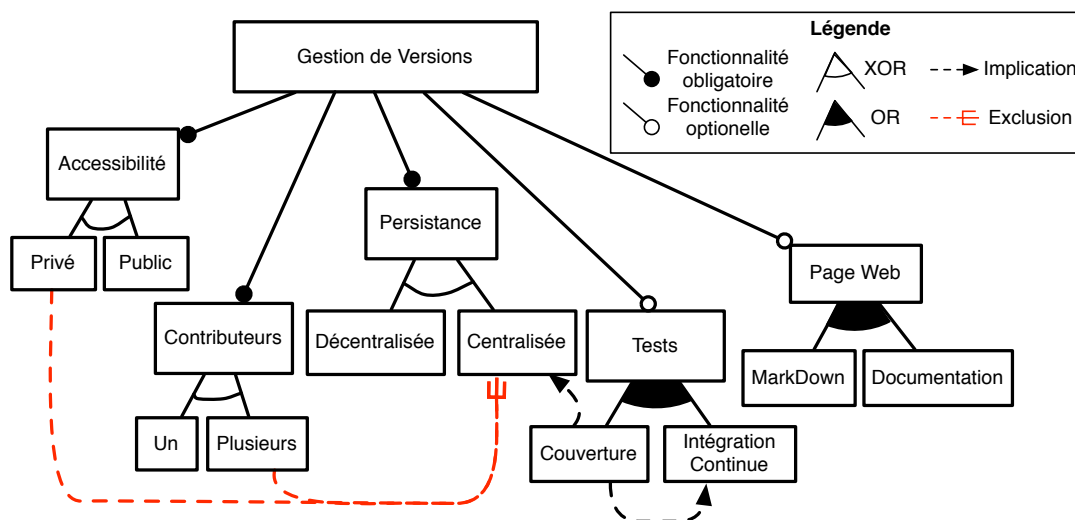 Gestion de Versions
Légende
Fonctionnalité
obligatoire
XOR
Implication
Fonctionnalité
optionelle
OR
Exclusion
Accessibilité
Privé
Public
Persistance
Page Web
Contributeurs
Décentralisée
Centralisée
Tests
MarkDown
Documentation
Un
Plusieurs
Couverture
Intégration
Continue